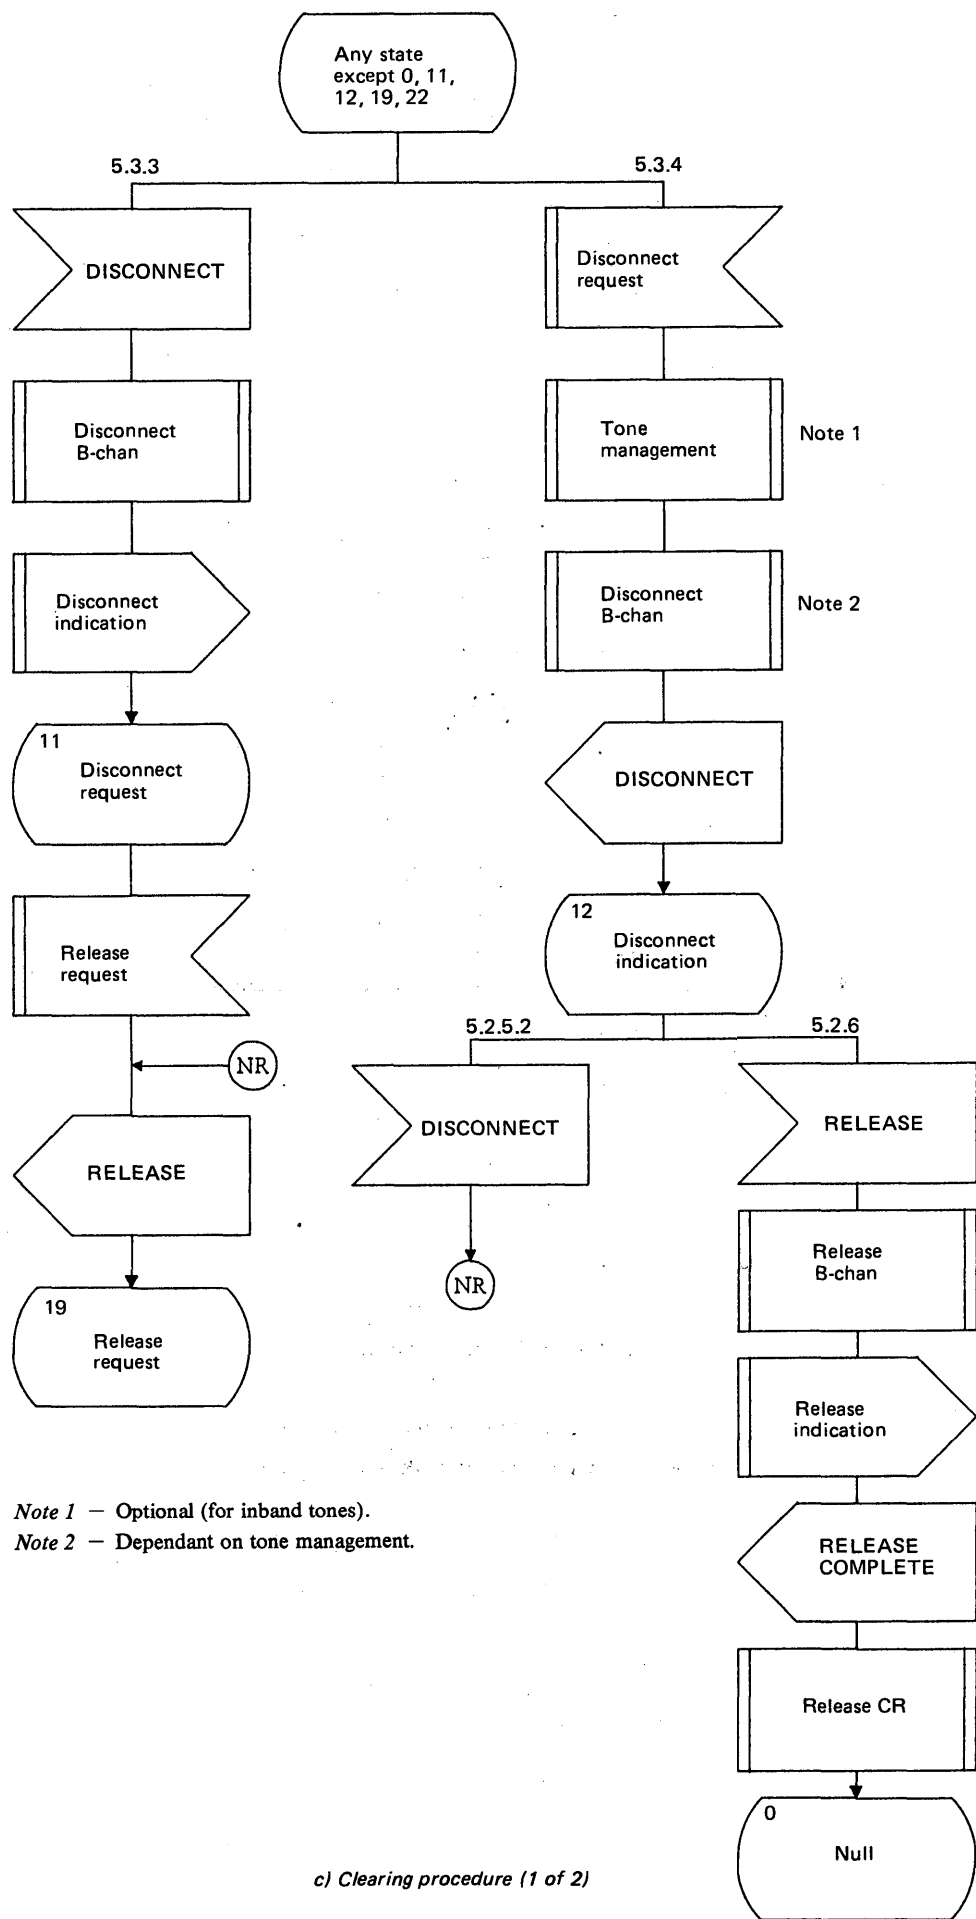 Any state
except 0, 11,
12, 19, 22
5.3.3
5.3.4
DISCONNECT
Disconnect
request
Disconnect
B-chan
Tone
management
Note 1
Disconnect
indication
Disconnect
B-chan
Note 2
11
Disconnect
request
DISCONNECT
Release
request
12
Disconnect
indication
NR
5.2.5.2
5.2.6
RELEASE
DISCONNECT
RELEASE
19
Release
request
NR
Release
B-chan
Release
indication
Note 1 — Optional (for inband tones).
Note 2 — Dependant on tone management.
RELEASE
COMPLETE
Release CR
0
Null
c) Clearing procedure (1 of 2)